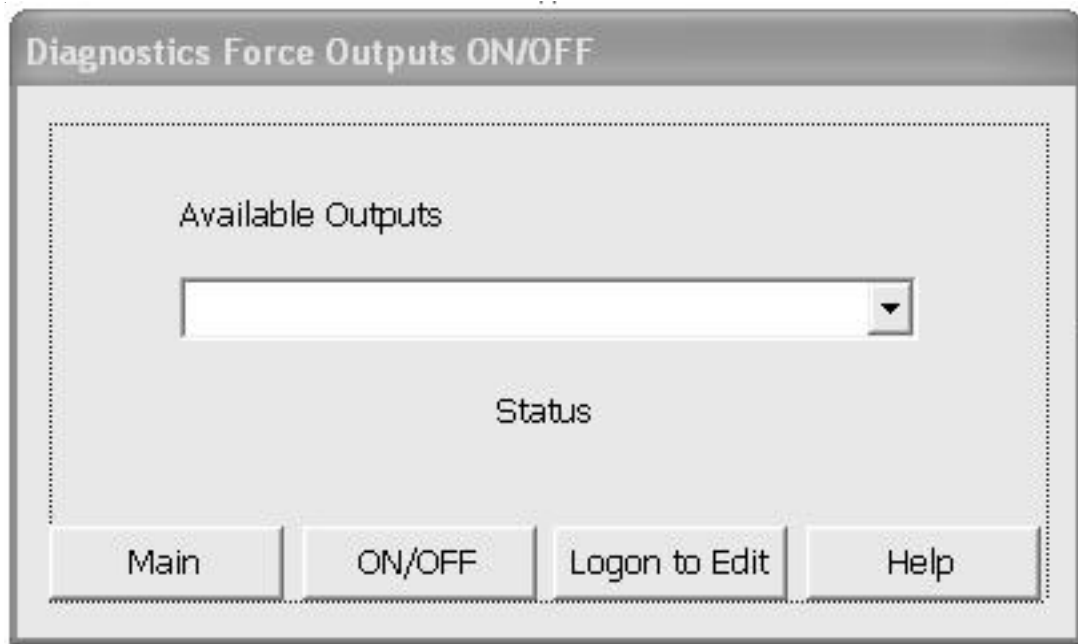 Diagnostics Force Outputs ON/OFF
Available Outputs
Status
Main ON/OFF Logon to Edit Help